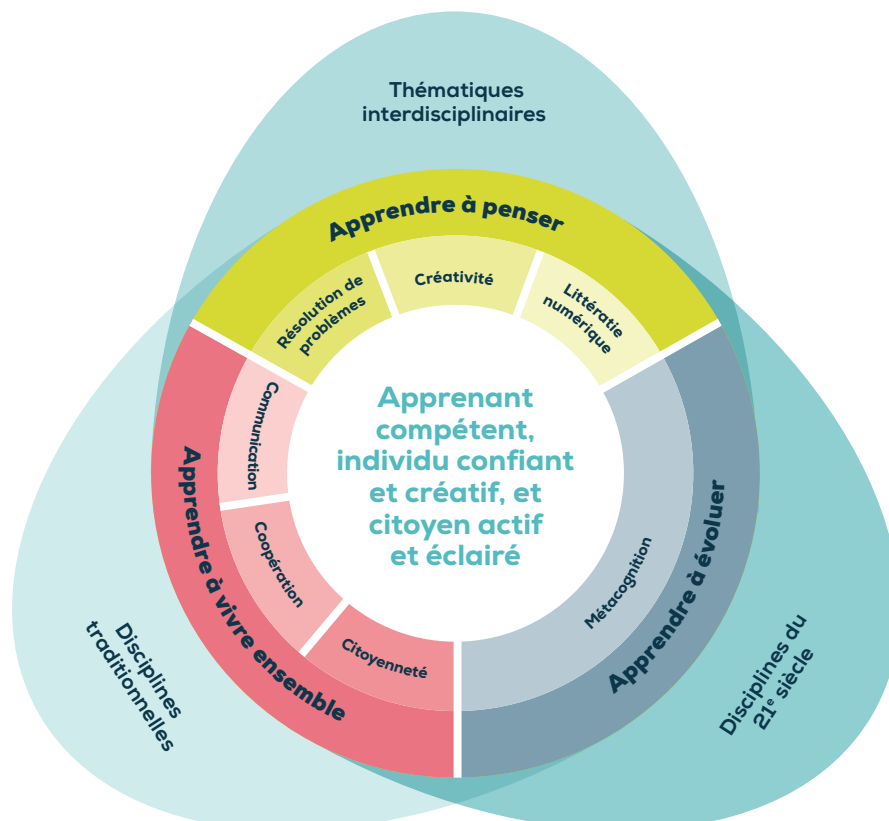 Thématiques
interdisciplinaires
Apprendre à penser
Résolution de
problèmes
Créativité
Littératie
numérique
Communication
Coopération
Citoyenneté
Apprendre à vivre ensemble
Apprenant
compétent,
individu confiant
et créatif, et
citoyen actif
et éclairé
Métacognition
Apprendre à évoluer
Disciplines
traditionnelles
Disciplines du
21e siècle